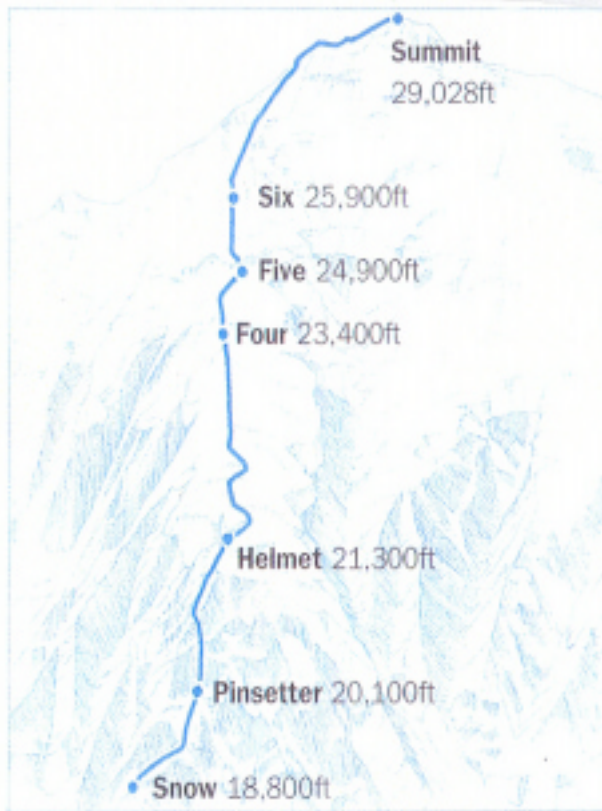 Summit
29,028ft
Six 25,900ft
Five 24,900ft
Four 23,400ft
Helmet 21,300ft
Pinsetter 20,100ft
Snow 18,800ft